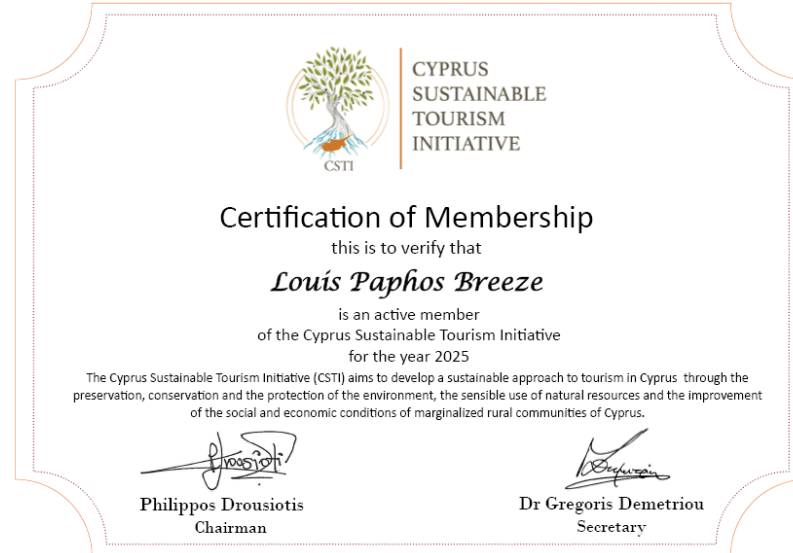 CYPRUS
SUSTAINABLE
TOURISM
INITIATIVE
CSTI
Certification of Membership
this is to verify that
Louis Paphos Breeze
is an active member
of the Cyprus Sustainable Tourism Initiative
for the year 2025
The Cyprus Sustainable Tourism Initiative (CSTI) aims to develop a sustainable approach to tourism in Cyprus through the
preservation, conservation and the protection of the environment, the sensible use of natural resources and the improvement
of the social and economic conditions of marginalized rural communities of Cyprus.
Philippos Drousiotis
Chairman
Dr Gregoris Demetriou
Secretary